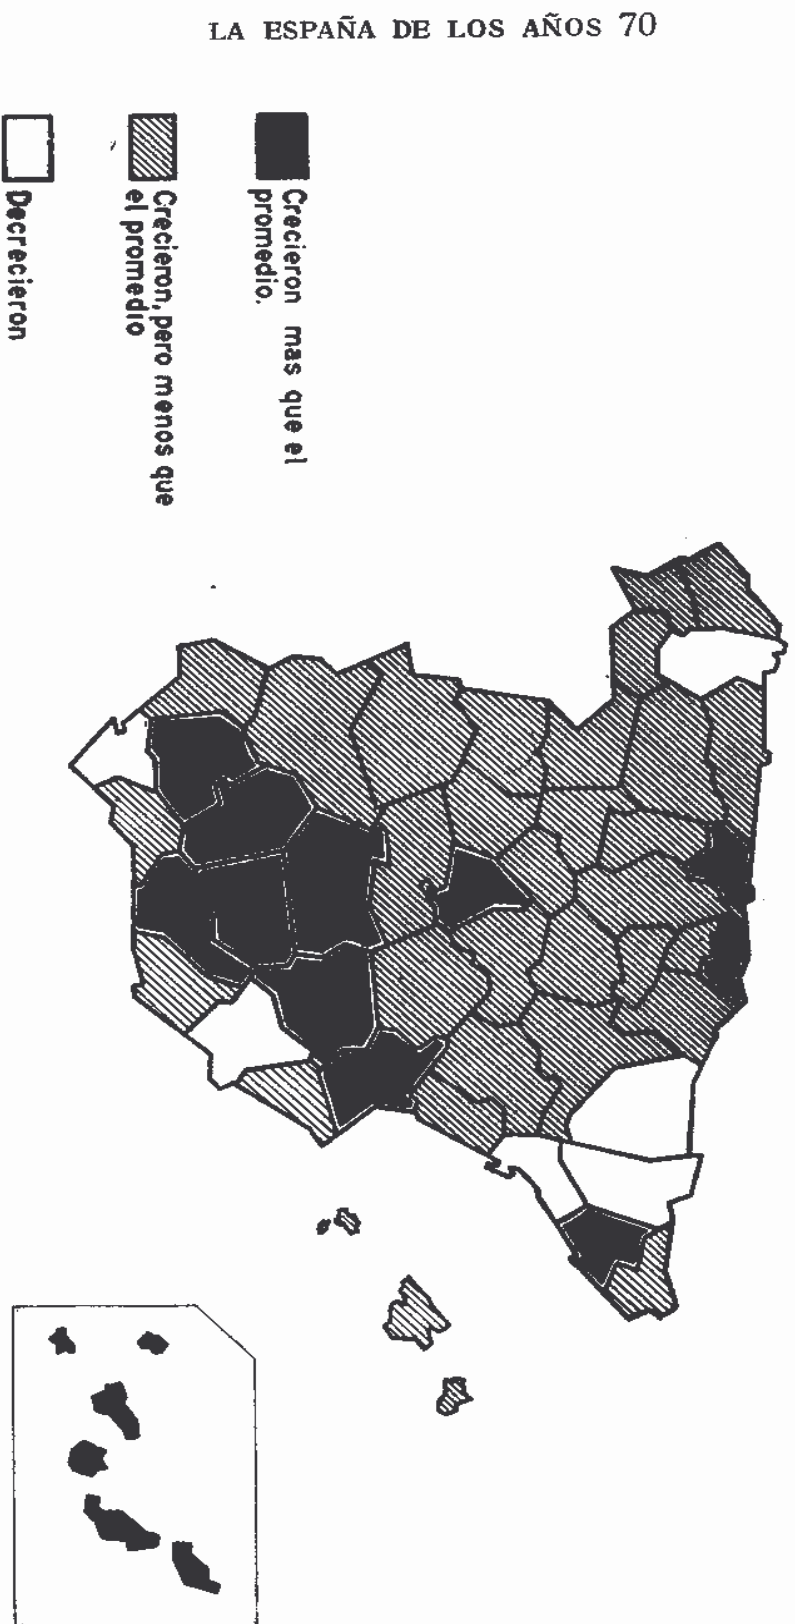 LA ESPAÑA DE LOS AÑOS 70
Crecieron mas que el
promedio.
Crecieron, pero menos que
el promedio
Decrecieron